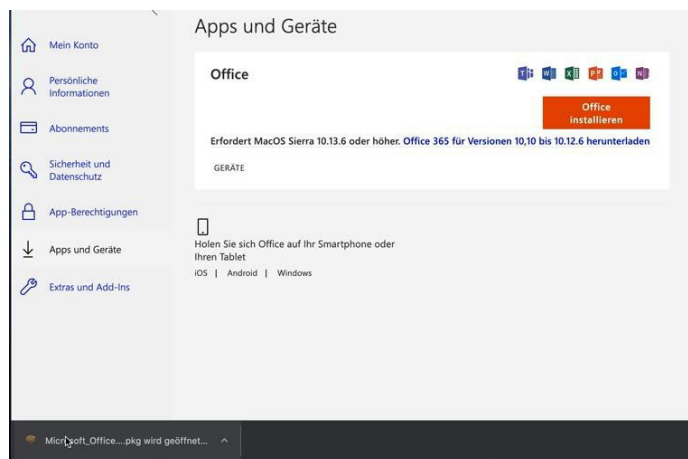 Apps und Geräte
Mein Konto
Persönliche
Informationen
Abonnements
Sicherheit und
Datenschutz
App-Berechtigungen
Apps und Geräte
Extras und Add-Ins
Office
Office
installieren
Erfordert MacOS Sierra 10.13.6 oder höher. Office 365 für Versionen 10,10 bis 10.12.6 herunterladen
GERÄTE
Holen Sie sich Office auf Ihr Smartphone oder
Ihren Tablet
iOS | Android | Windows
Microsoft_Office....pkg wird geöffnet...